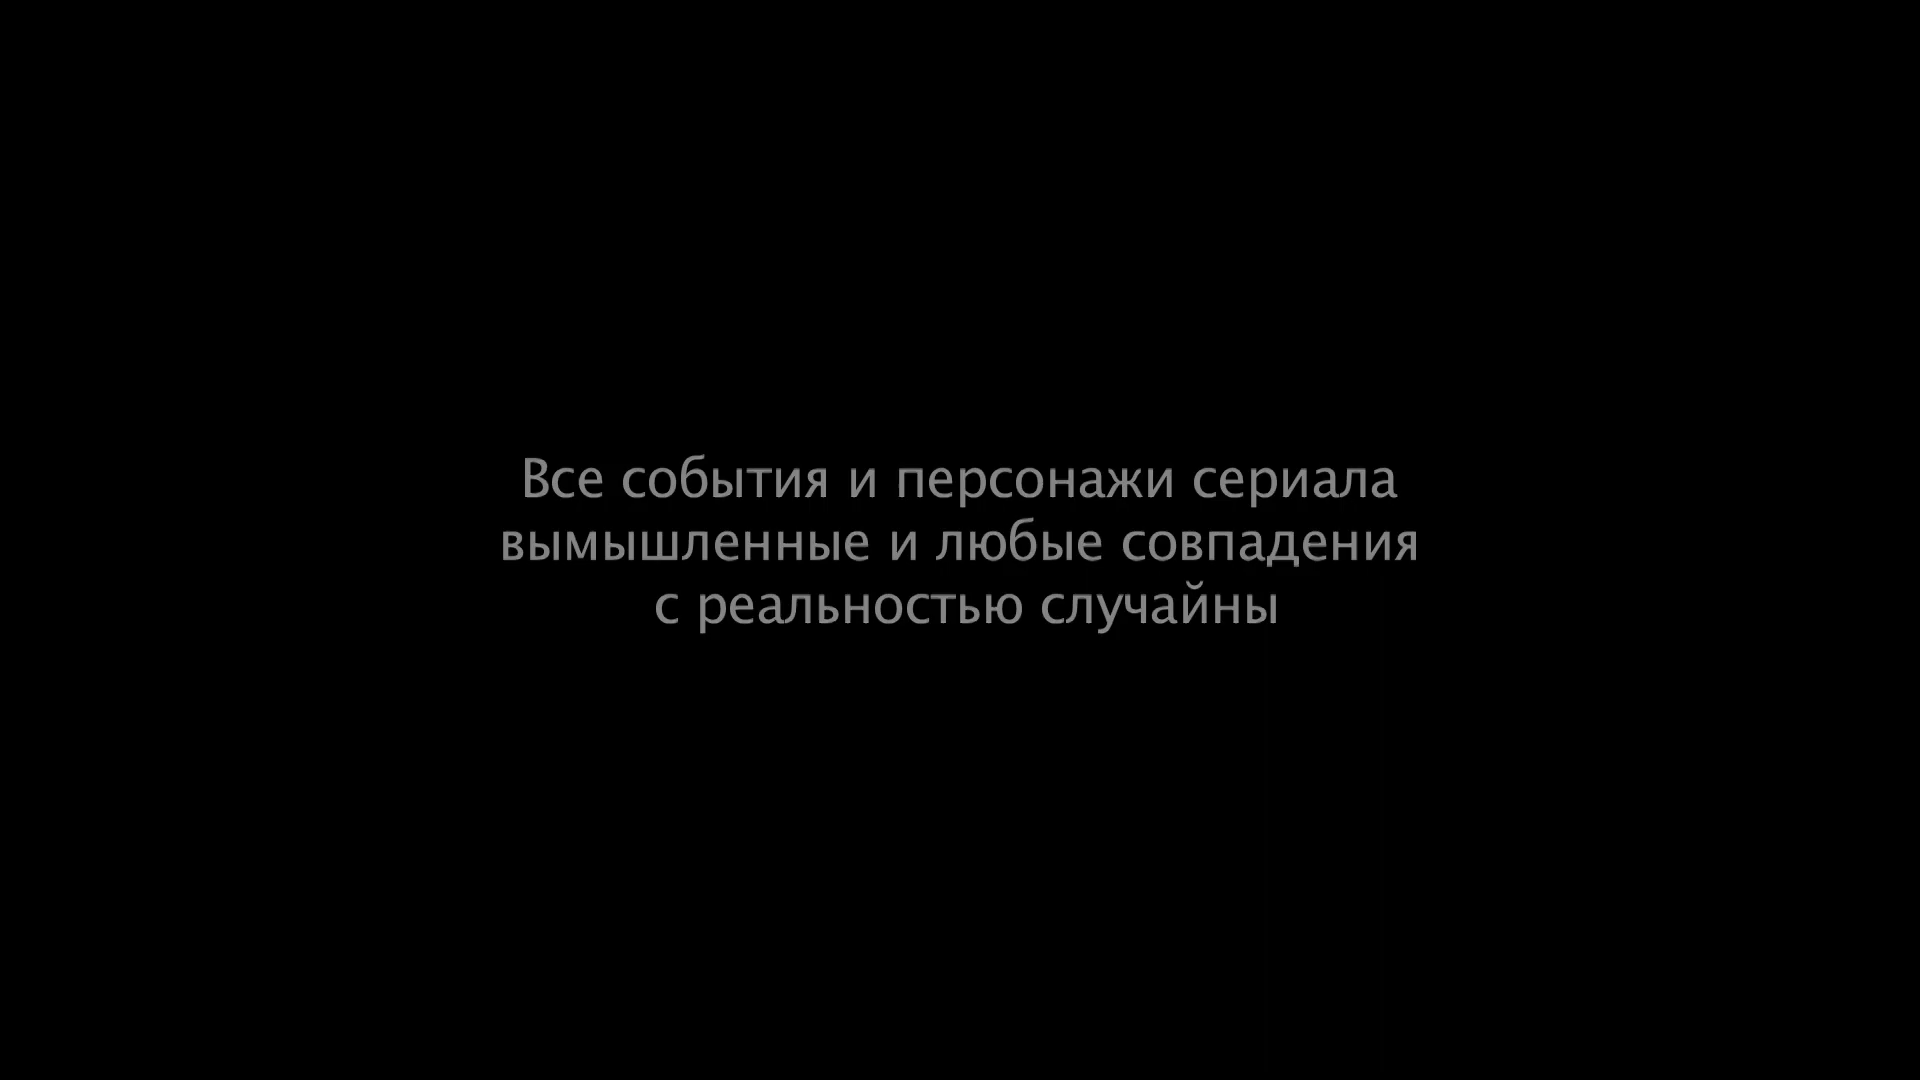 Все события и персонажи сериала
вымышленные и любые совпадения
с реальностью случайны